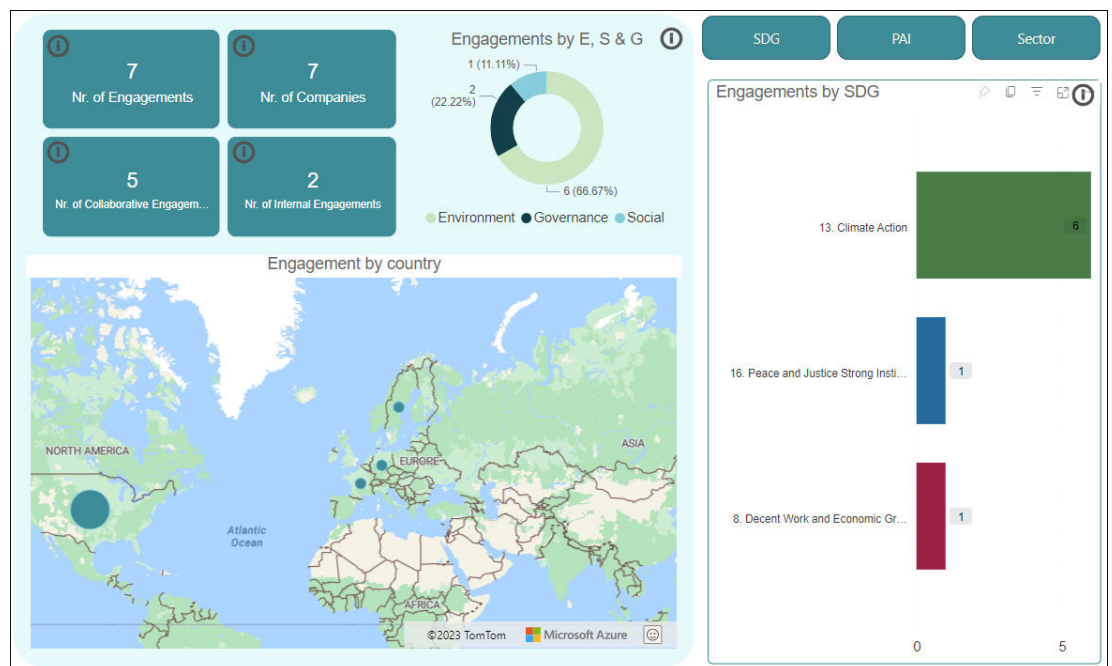 7
Nr. of Engagements
7
Nr. of Companies
5
Nr. of Collaborative Engagem...
2
Nr. of Internal Engagements
Engagements by E, S & G
1 (11.11%)
2
(22.22%)
6 (66.67%)
Environment
Governance
Social
Engagement by country
NORTH AMERICA
Atlantic
Ocean
EUROPE
ASIA
AFRICA
©2023 TomTom
Microsoft Azure
SDG
PAI
Sector
Engagements by SDG
13. Climate Action
6
16. Peace and Justice Strong Insti...
1
8. Decent Work and Economic Gr...
1
0
5